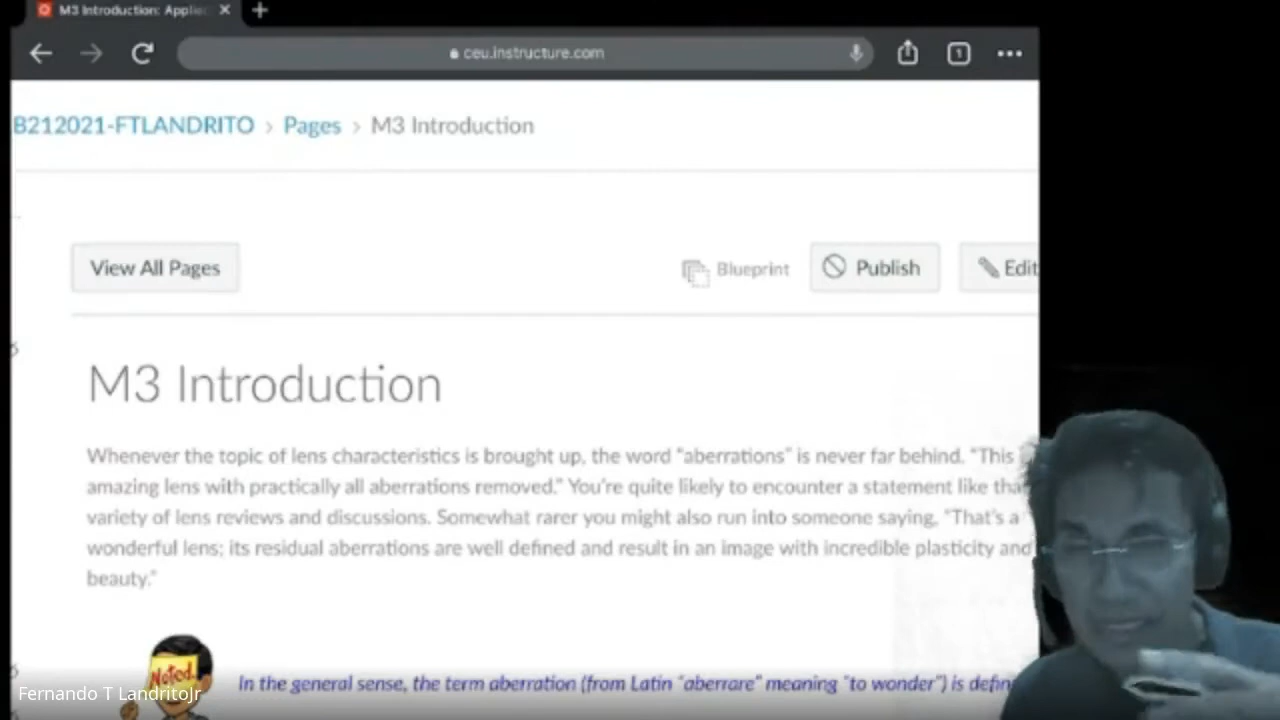 M3 Introduction: Applic
ceu.instructure.com
1
B212021-FTLANDRITO > Pages > M3 Introduction
View All Pages
Blueprint
Publish
Edit
M3 Introduction
Whenever the topic of lens characteristics is brought up, the word “aberrations” is never far behind. “This
amazing lens with practically all aberrations removed.” You’re quite likely to encounter a statement like
variety of lens reviews and discussions. Somewhat rarer you might also run into someone saying, “That’s a
wonderful lens; its residual aberrations are well defined and result in an image with incredible plasticity and
beauty.”
Noted.
In the general sense, the term aberration (from Latin “aberrare” meaning “to wonder”) is defin
Fernando T LandritoJr